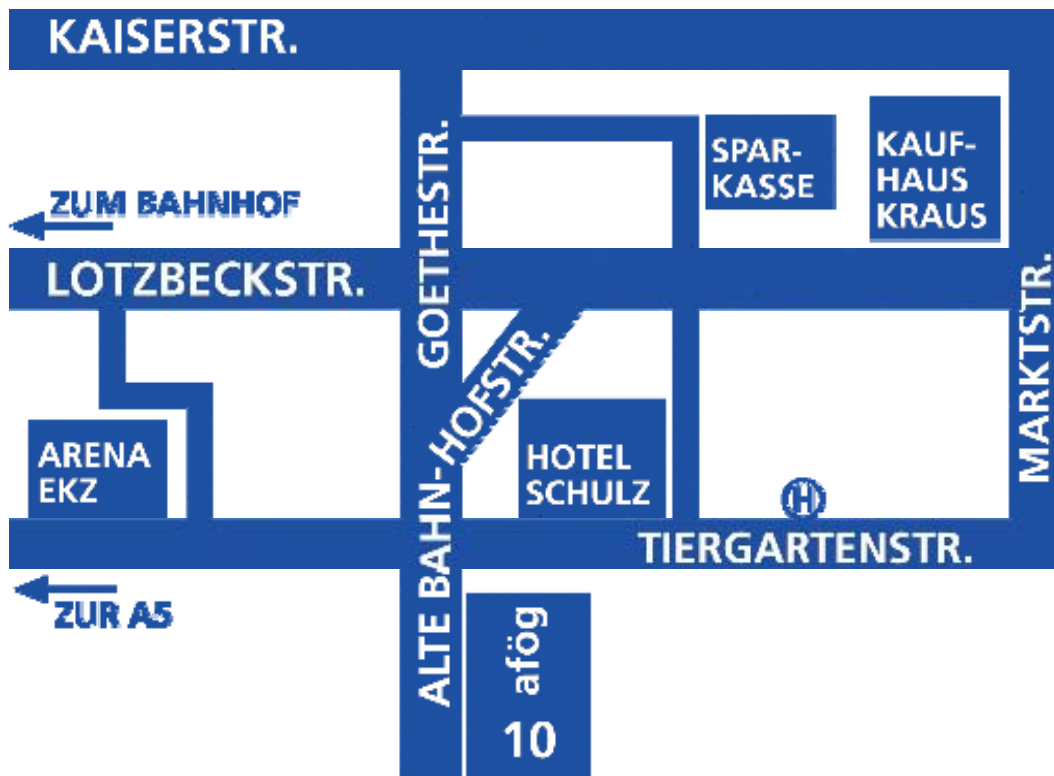 KAISERSTR.
GOETHESTR.
SPAR-
KASSE
KAUF-
HAUS
KRAUS
ZUM BAHNHOF
LOTZBECKSTR.
MARKTSTR.
ALTE BAHN-HOFSTR.
ARENA
EKZ
HOTEL
SCHULZ
H
TIERGARTENSTR.
ZUR A5
afög
10